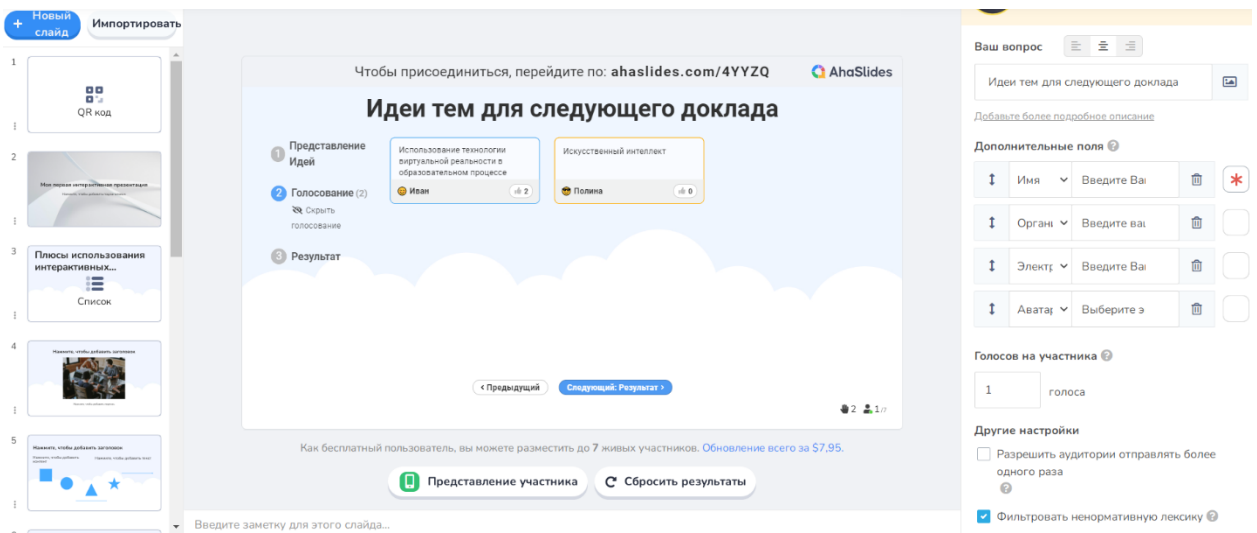 + Новый слайд
Импортировать
1
QR код
2
Моя первая интерактивная презентация
3
Плюсы использования
интерактивных...
Список
4
Нажмите, чтобы добавить заголовок
5
Нажмите, чтобы добавить заголовок
Чтобы присоединиться, перейдите по: ahaslides.com/4YYZQ
AhaSlides
Идеи тем для следующего доклада
1 Представление
Идей
2 Голосование (2)
Скрыть
голосование
3 Результат
Использование технологии
виртуальной реальности в
образовательном процессе
Иван
2
Искусственный интеллект
Полина
0
‹ Предыдущий
Следующий: Результат ›
2 1/7
Как бесплатный пользователь, вы можете разместить до 7 живых участников. Обновление всего за $7,95.
Представление участника
Сбросить результаты
Введите заметку для этого слайда...
Ваш вопрос
Идеи тем для следующего доклада
Добавьте более подробное описание
Дополнительные поля
Имя
Введите Ваı
Органı
Введите ваı
Электр
Введите Ваı
Аватар
Выберите э
Голосов на участника
1
голоса
Другие настройки
Разрешить аудитории отправлять более
одного раза
Фильтровать ненормативную лексику